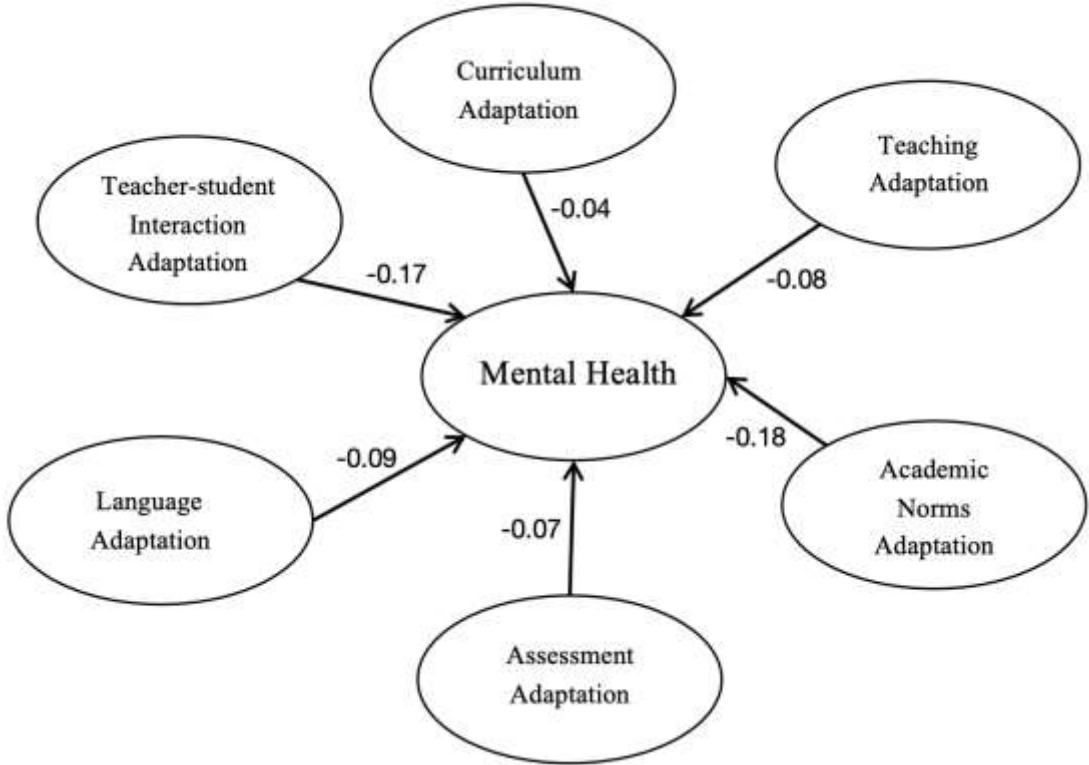 Curriculum
Adaptation
Teaching
Adaptation
Teacher-student
Interaction
Adaptation
-0.04
-0.17
-0.08
Mental Health
-0.09
-0.18
Language
Adaptation
Academic
Norms
Adaptation
-0.07
Assessment
Adaptation